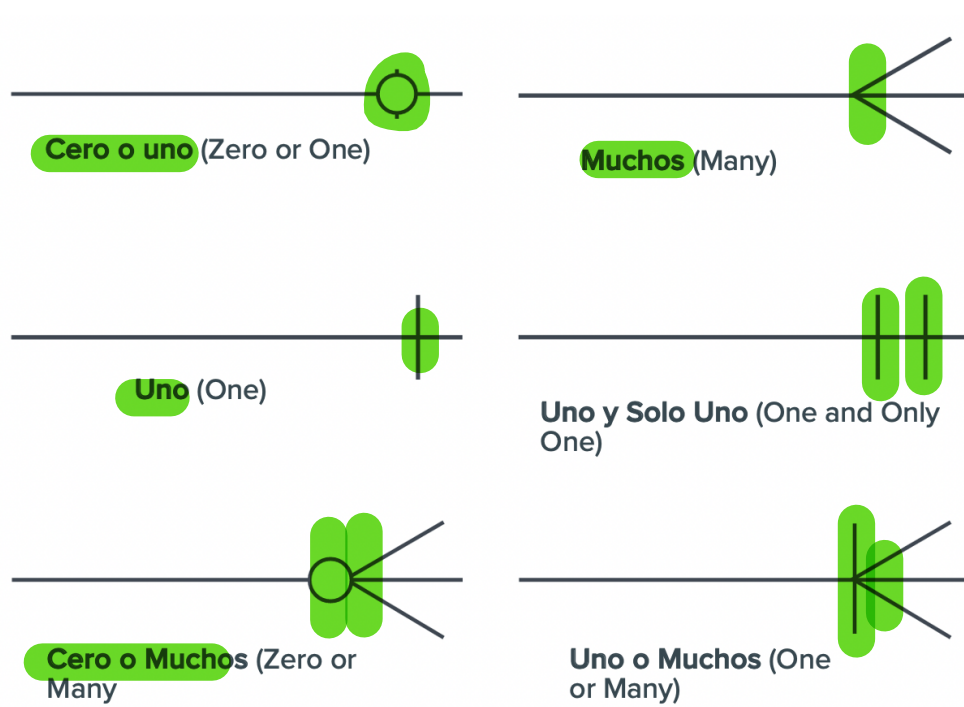 Cero o uno (Zero or One)
Muchos (Many)
Uno (One)
Uno y Solo Uno (One and Only
One)
Cero o Muchos (Zero or
Many
Uno o Muchos (One
or Many)